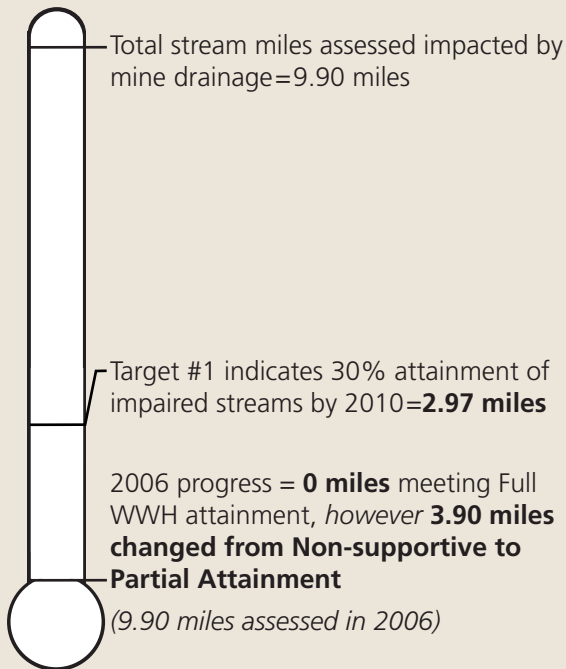 Total stream miles assessed impacted by
mine drainage=9.90 miles
Target #1 indicates 30% attainment of
impaired streams by 2010=2.97 miles
2006 progress = 0 miles meeting Full
WWH attainment, however 3.90 miles
changed from Non-supportive to
Partial Attainment
(9.90 miles assessed in 2006)